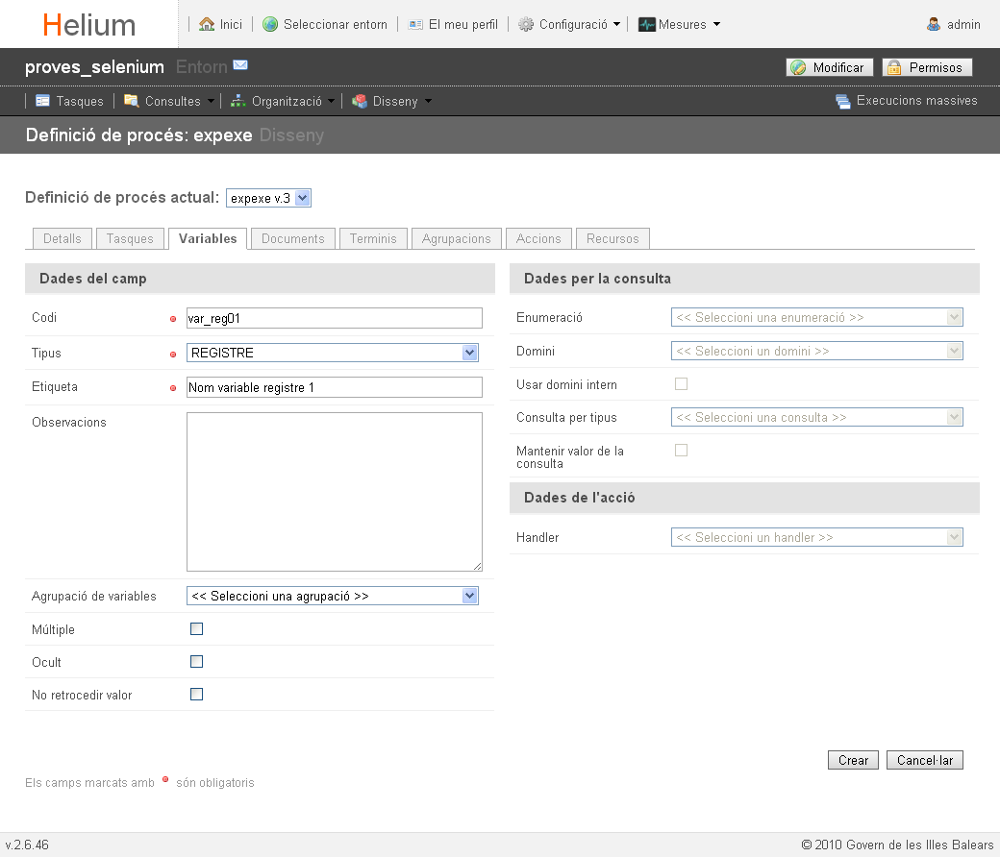 Helium
Inici
Seleccionar entorn
El meu perfil
Configuració
Mesures
admin
proves_selenium Entorn
Modificar
Permisos
Tasques
Consultes
Organització
Disseny
Execucions massives
Definició de procés: expexe Disseny
Definició de procés actual: expexe v.3
Detalls
Tasques
Variables
Documents
Terminis
Agrupacions
Accions
Recursos
Dades del camp
Codi var_reg01
Tipus REGISTRE
Etiqueta Nom variable registre 1
Observacions
Agrupació de variables << Seleccioni una agrupació >>
Múltiple
Ocult
No retrocedir valor
Dades per la consulta
Enumeració << Seleccioni una enumeració >>
Domini << Seleccioni un domini >>
Usar domini intern
Consulta per tipus << Seleccioni una consulta >>
Mantenir valor de la
consulta
Dades de l'acció
Handler << Seleccioni un handler >>
Crear
Cancel·lar
Els camps marcats amb són obligatoris
v.2.6.46
© 2010 Govern de les Illes Balears